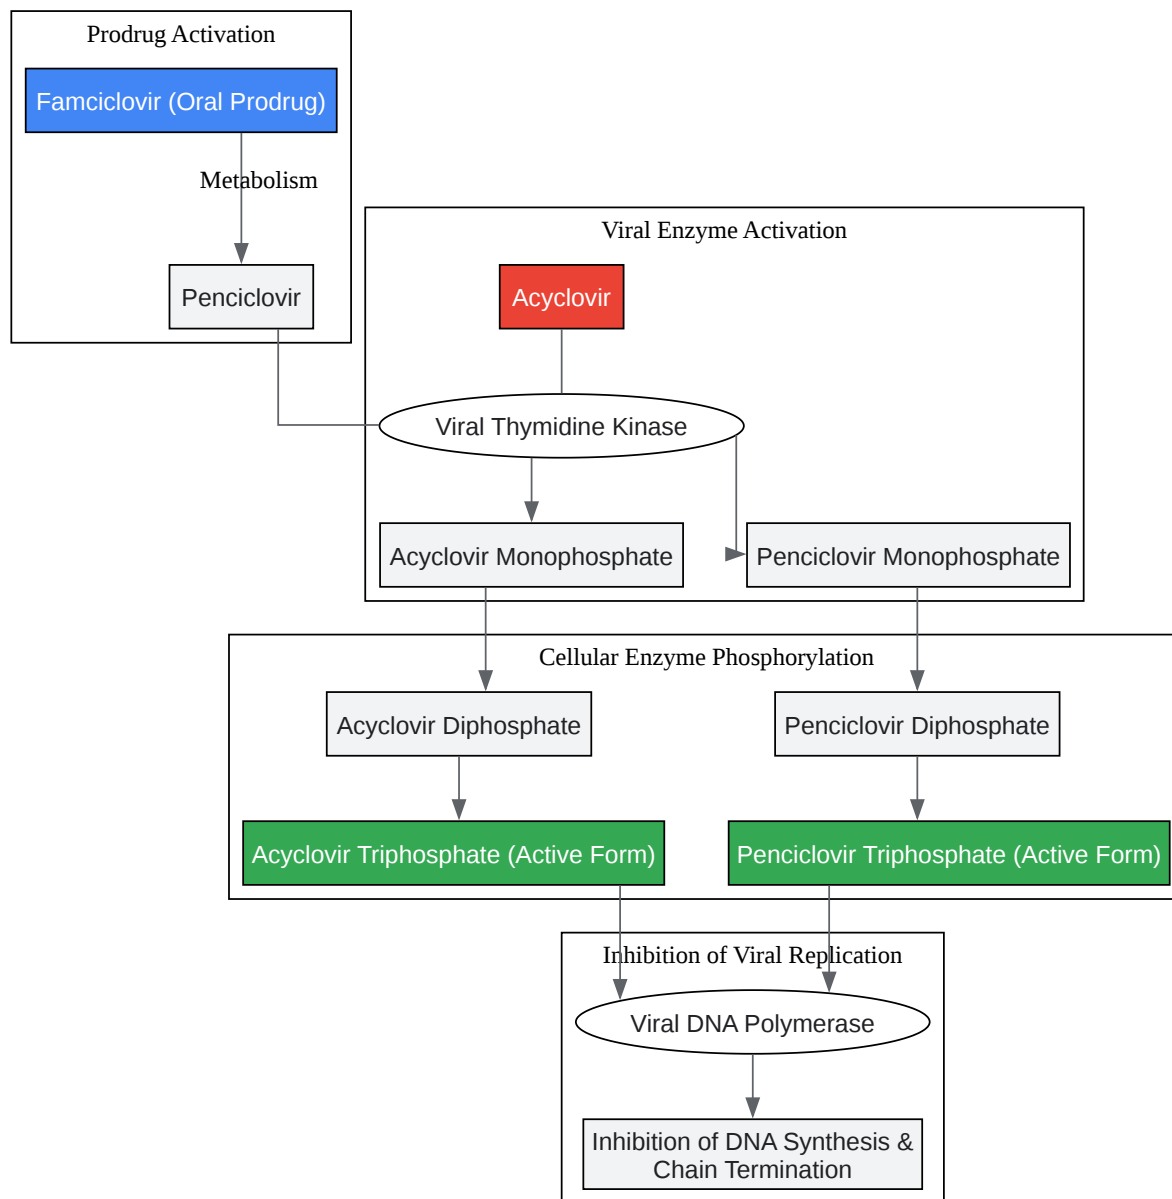 Prodrug Activation
Famciclovir (Oral Prodrug)
Metabolism
Penciclovir
Viral Enzyme Activation
Acyclovir
Viral Thymidine Kinase
Acyclovir Monophosphate
Penciclovir Monophosphate
Cellular Enzyme Phosphorylation
Acyclovir Diphosphate
Penciclovir Diphosphate
Acyclovir Triphosphate (Active Form)
Penciclovir Triphosphate (Active Form)
Inhibition of Viral Replication
Viral DNA Polymerase
Inhibition of DNA Synthesis &
Chain Termination